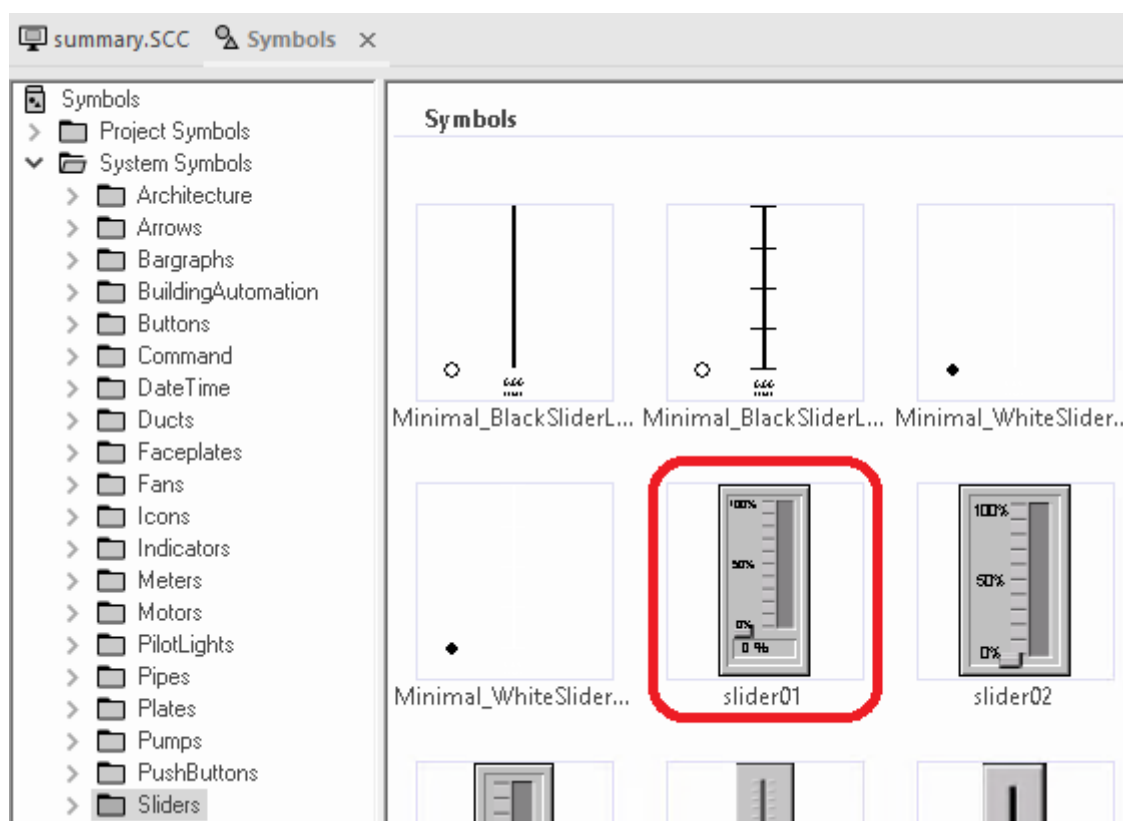 summary.SCC Symbols
Symbols
Project Symbols
System Symbols
Architecture
Arrows
Bargraphs
BuildingAutomation
Buttons
Command
DateTime
Ducts
Faceplates
Fans
Icons
Indicators
Meters
Motors
PilotLights
Pipes
Plates
Pumps
PushButtons
Sliders
Symbols
Minimal_BlackSliderL... Minimal_BlackSliderL... Minimal_WhiteSlider...
100%
50%
0%
0 %
100%
50%
0%
Minimal_WhiteSlider... slider01 slider02